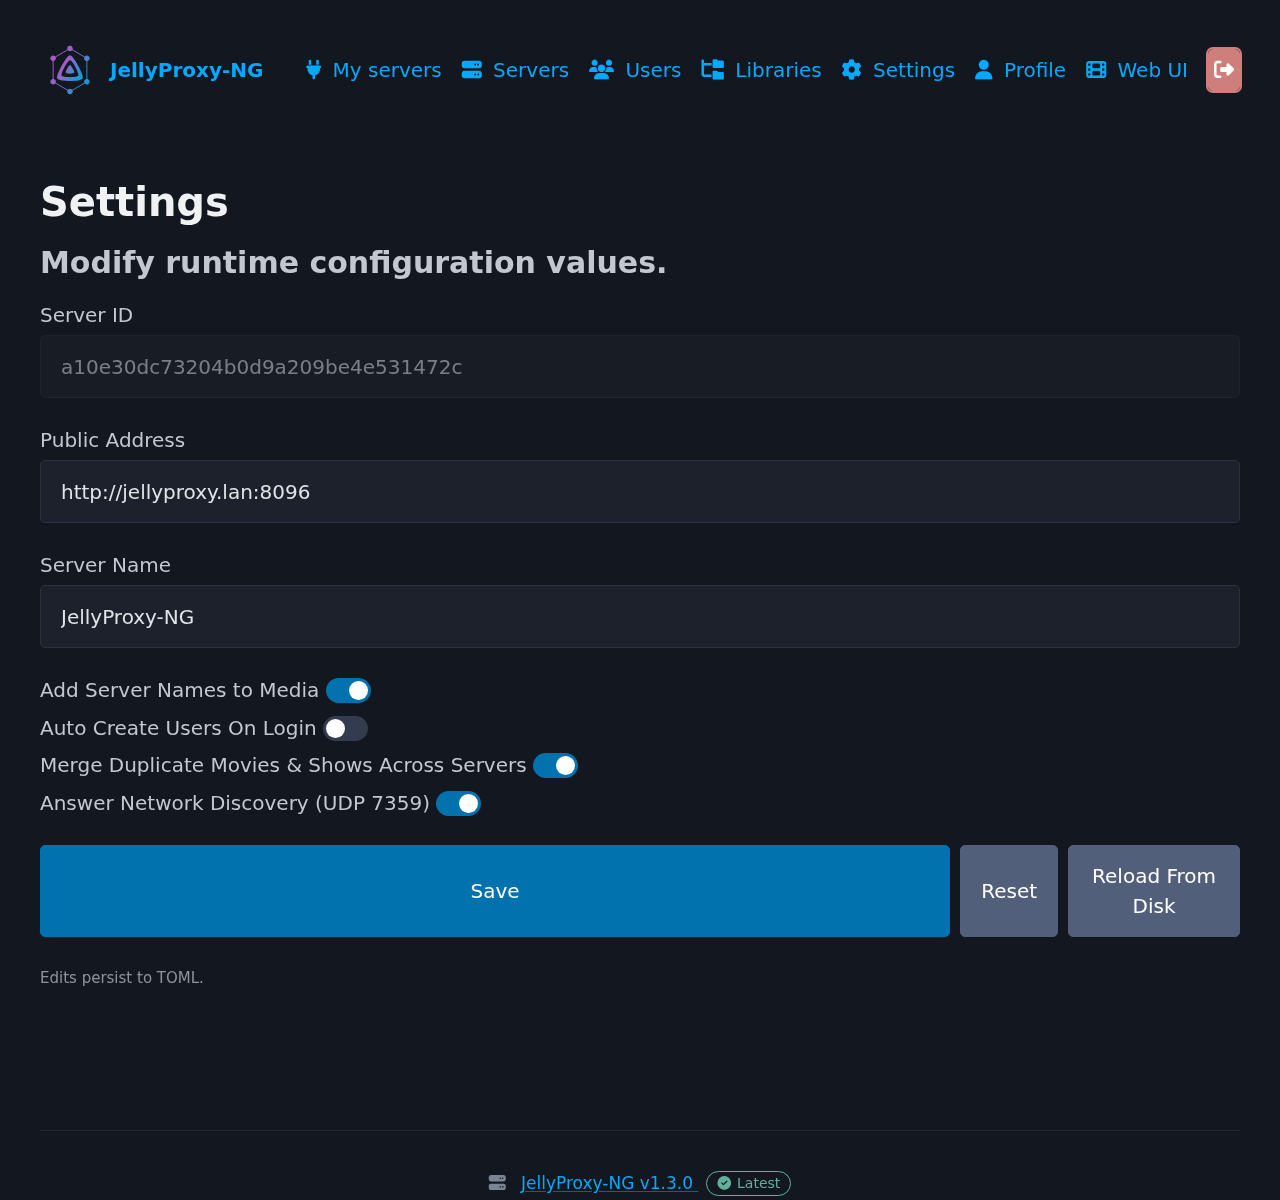 JellyProxy-NG My servers Servers Users Libraries Settings Profile Web UI
Settings
Modify runtime configuration values.
Server ID
a10e30dc73204b0d9a209be4e531472c
Public Address
http://jellyproxy.lan:8096
Server Name
JellyProxy-NG
Add Server Names to Media
Auto Create Users On Login
Merge Duplicate Movies & Shows Across Servers
Answer Network Discovery (UDP 7359)
Save Reset Reload From
Disk
Edits persist to TOML.
JellyProxy-NG v1.3.0 Latest